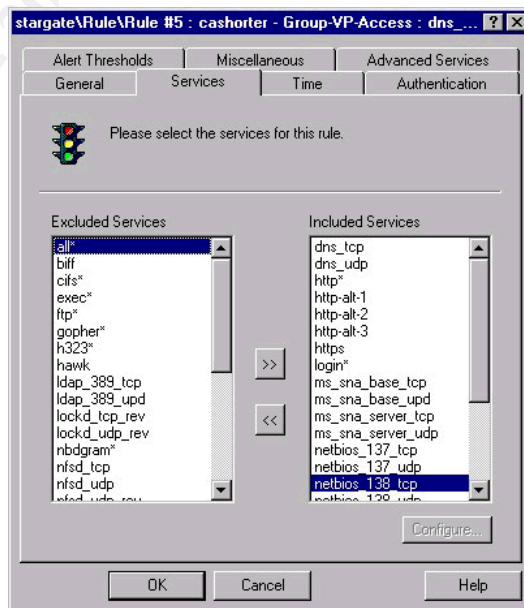 stargate\Rule\Rule #5 : cashorter - Group-VP-Access : dns_...
Alert Thresholds
Miscellaneous
Advanced Services
General
Services
Time
Authentication
Please select the services for this rule.
Excluded Services
all*
biff
cifs*
exec*
ftp*
gopher*
h323*
hawk
ldap_389_tcp
ldap_389_upd
lockd_tcp_rev
lockd_udp_rev
nbdgram*
nfsd_tcp
nfsd_udp
nfsd_udp_rev
>>
<<
Included Services
dns_tcp
dns_udp
http*
http-alt-1
http-alt-2
http-alt-3
https
login*
ms_sna_base_tcp
ms_sna_base_upd
ms_sna_server_tcp
ms_sna_server_udp
netbios_137_tcp
netbios_137_udp
netbios_138_tcp
netbios_138_udp
Configure...
OK
Cancel
Help